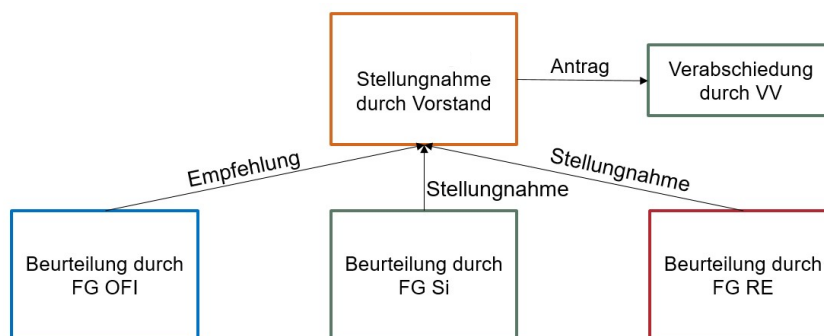 Stellungnahme
durch Vorstand
Antrag
Verabschiedung
durch VV
Empfehlung
Stellungnahme
Stellungnahme
Beurteilung durch
FG OFI
Beurteilung durch
FG Si
Beurteilung durch
FG RE